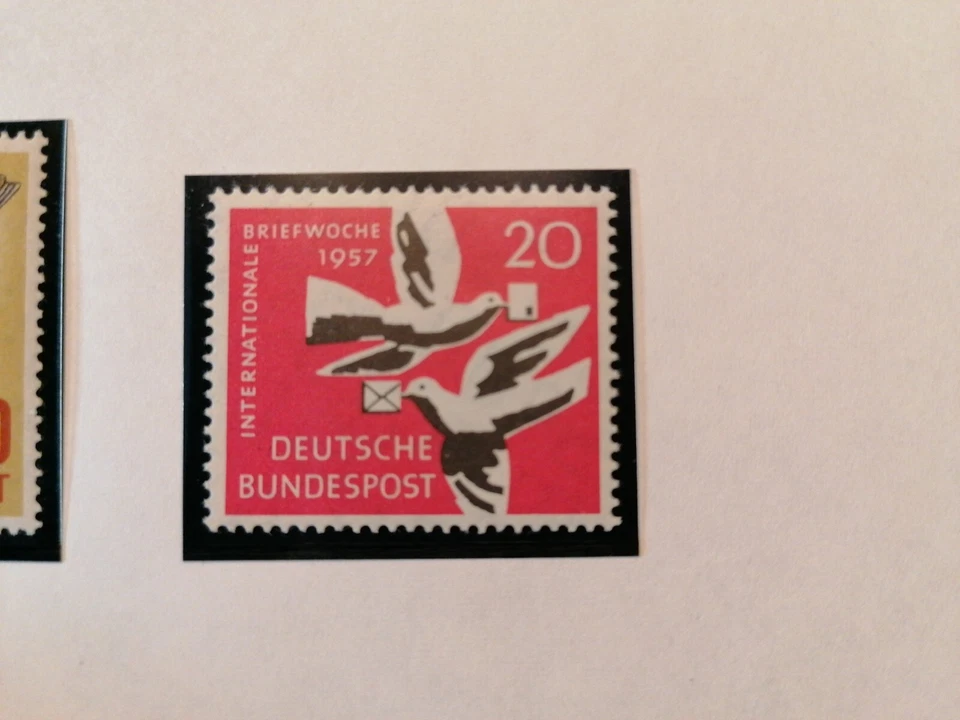 BRIEFWOCHE
1957
INTERNATIONALE
20
DEUTSCHE
BUNDESPOST